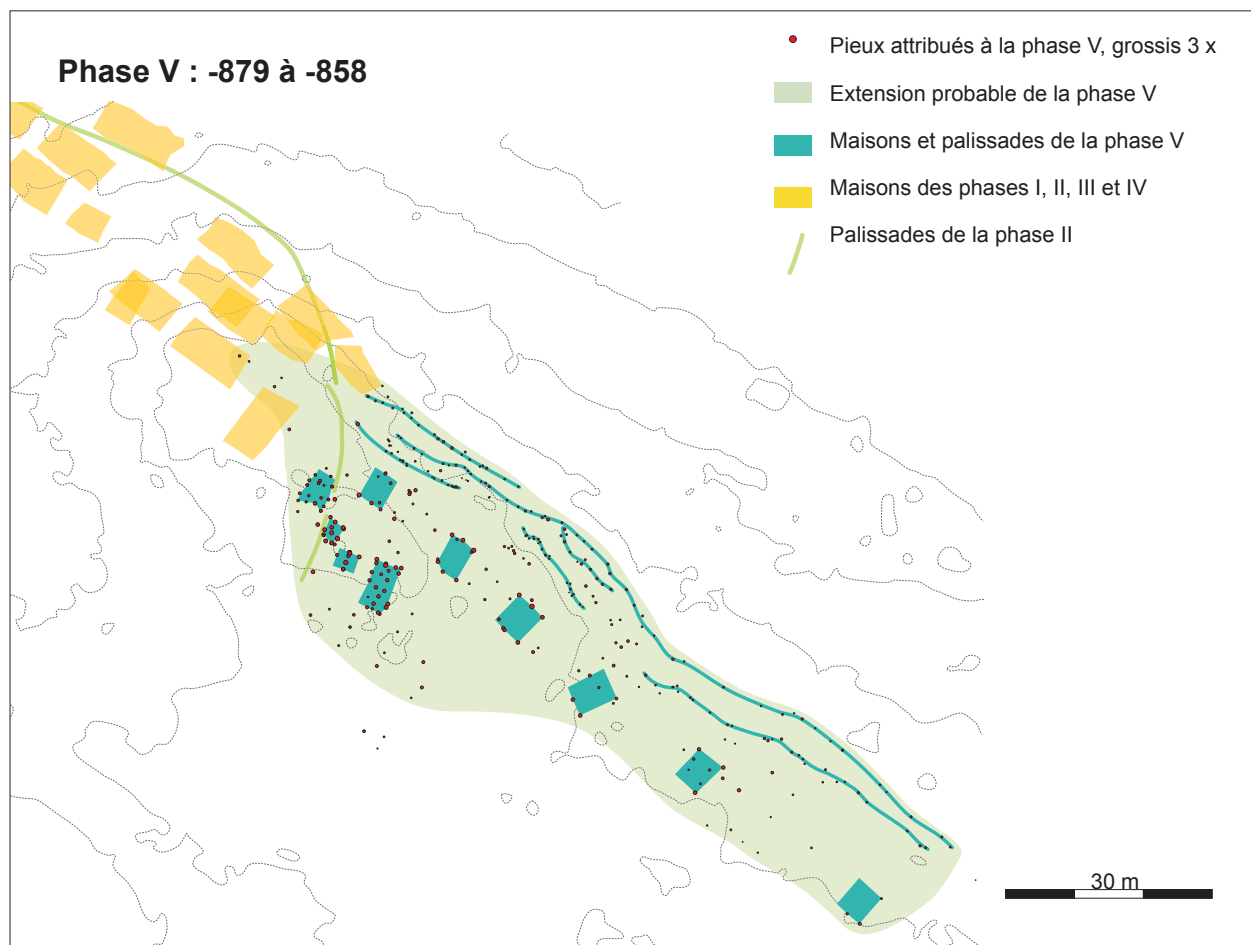 Phase V : -879 à -858
Pieux attribués à la phase V, grossis 3 x
Extension probable de la phase V
Maisons et palissades de la phase V
Maisons des phases I, II, III et IV
Palissades de la phase II
30 m